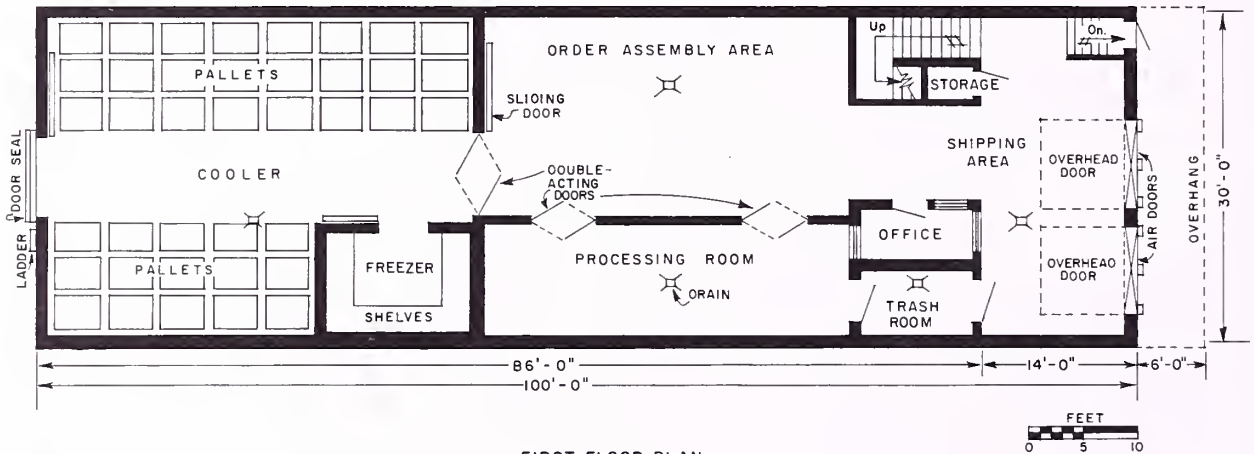 Up
On.
ORDER ASSEMBLY AREA
PALLETS
STORAGE
SLIOING
DOOR
SHIPPING
AREA
OVERHEAD
DOOR
DOOR SEAL
COOLER
DOUBLE-
ACTING
DOORS
AIR DOORS
OVERHANG
30'-0"
OFFICE
LADDER
PALLETS
FREEZER
PROCESSING ROOM
OVERHEAD
DOOR
ORAIN
SHELVES
TRASH
ROOM
86'-0"
14'-0"
6'-0"
100'-0"
FEET
0 5 10
FIRST FLOOR PLAN